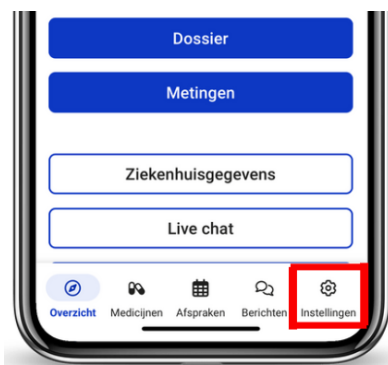 Dossier
Metingen
Ziekenhuisgegevens
Live chat
Overzicht Medicijnen Afspraken Berichten Instellingen